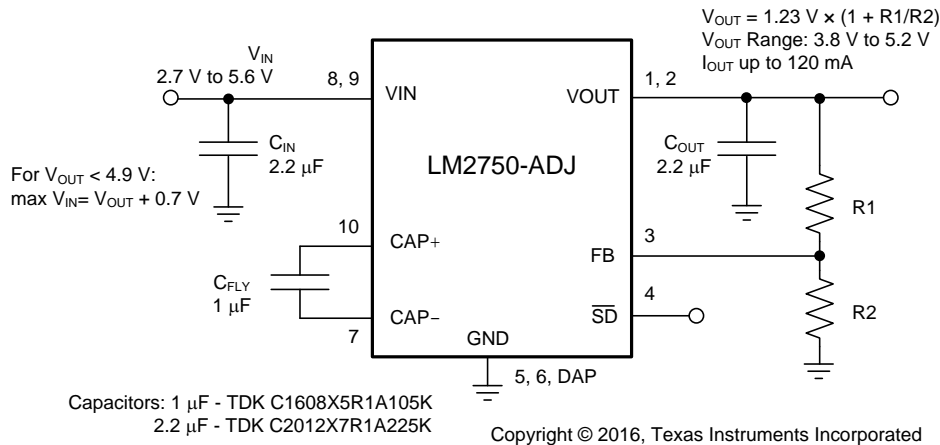 V_OUT = 1.23 V × (1 + R1/R2)
V_OUT Range: 3.8 V to 5.2 V
I_OUT up to 120 mA
V_IN
2.7 V to 5.6 V
8, 9
VIN
VOUT
1, 2
C_IN
2.2 µF
LM2750-ADJ
C_OUT
2.2 µF
For V_OUT < 4.9 V:
max V_IN= V_OUT + 0.7 V
R1
10
CAP+
FB
3
C_FLY
1 µF
4
SD
R2
CAP−
7
GND
5, 6, DAP
Capacitors: 1 µF - TDK C1608X5R1A105K
2.2 µF - TDK C2012X7R1A225K
Copyright © 2016, Texas Instruments Incorporated